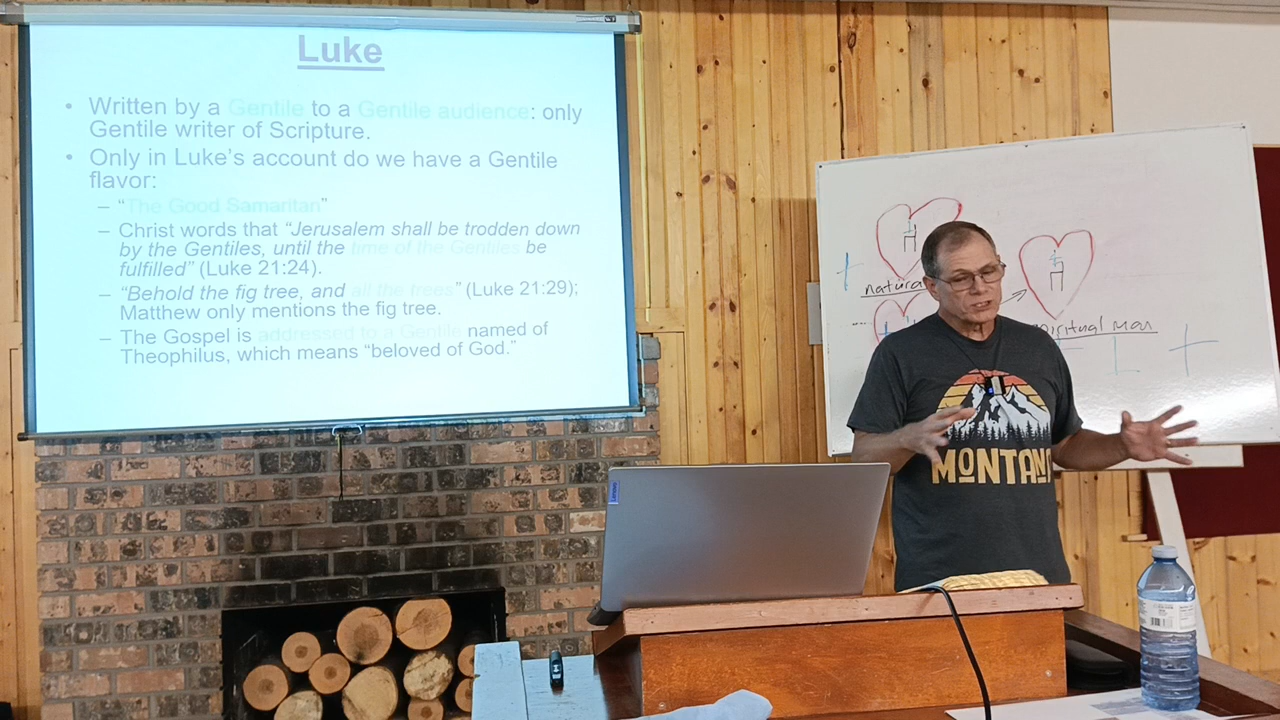 Luke
• Written by a Gentile to a Gentile audience: only
Gentile writer of Scripture.
• Only in Luke's account do we have a Gentile
flavor:
– "The Good Samaritan"
– Christ words that "Jerusalem shall be trodden down
by the Gentiles, until the time of the Gentiles be
fulfilled" (Luke 21:24).
– "Behold the fig tree, and all the trees" (Luke 21:29);
Matthew only mentions the fig tree.
– The Gospel is addressed to a Gentile named of
Theophilus, which means "beloved of God."
natura
spiritual man
MONTANA
Lenovo